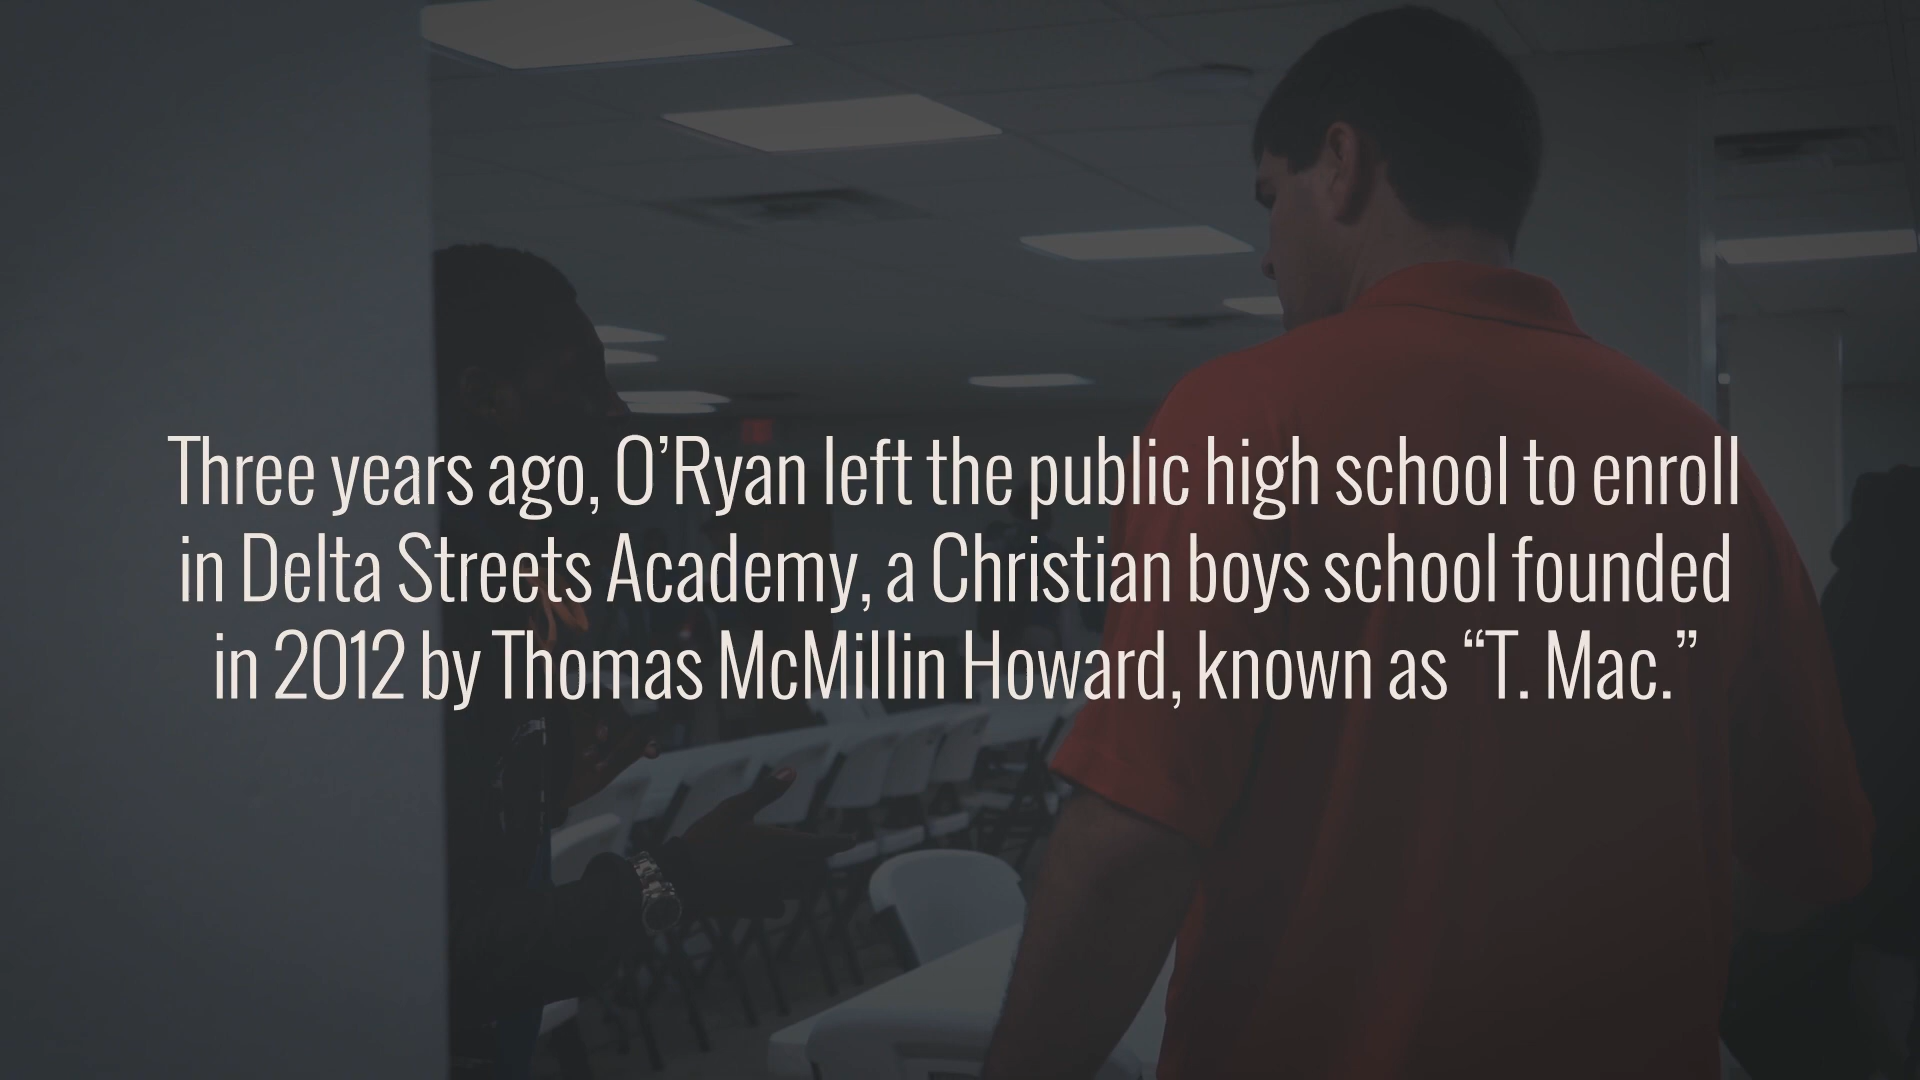 Three years ago, O’Ryan left the public high school to enroll
in Delta Streets Academy, a Christian boys school founded
in 2012 by Thomas McMillin Howard, known as “T. Mac.”